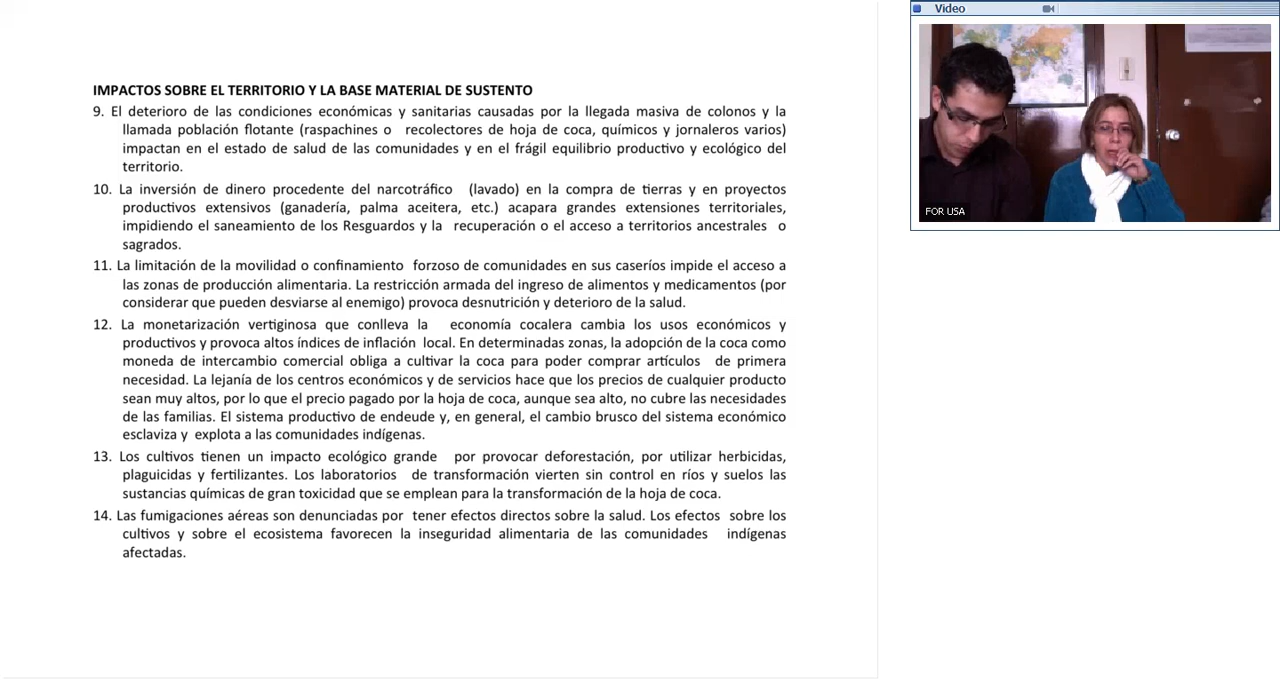 IMPACTOS SOBRE EL TERRITORIO Y LA BASE MATERIAL DE SUSTENTO
9. El deterioro de las condiciones económicas y sanitarias causadas por la llegada masiva de colonos y la
llamada población flotante (raspachines o recolectores de hoja de coca, químicos y jornaleros varios)
impactan en el estado de salud de las comunidades y en el frágil equilibrio productivo y ecológico del
territorio.
10. La inversión de dinero procedente del narcotráfico (lavado) en la compra de tierras y en proyectos
productivos extensivos (ganadería, palma aceitera, etc.) acapara grandes extensiones territoriales,
impidiendo el saneamiento de los Resguardos y la recuperación o el acceso a territorios ancestrales o
sagrados.
11. La limitación de la movilidad o confinamiento forzoso de comunidades en sus caseríos impide el acceso a
las zonas de producción alimentaria. La restricción armada del ingreso de alimentos y medicamentos (por
considerar que pueden desviarse al enemigo) provoca desnutrición y deterioro de la salud.
12. La monetarización vertiginosa que conlleva la economía cocalera cambia los usos económicos y
productivos y provoca altos índices de inflación local. En determinadas zonas, la adopción de la coca como
moneda de intercambio comercial obliga a cultivar la coca para poder comprar artículos de primera
necesidad. La lejanía de los centros económicos y de servicios hace que los precios de cualquier producto
sean muy altos, por lo que el precio pagado por la hoja de coca, aunque sea alto, no cubre las necesidades
de las familias. El sistema productivo de endeude y, en general, el cambio brusco del sistema económico
esclaviza y explota a las comunidades indígenas.
13. Los cultivos tienen un impacto ecológico grande por provocar deforestación, por utilizar herbicidas,
plaguicidas y fertilizantes. Los laboratorios de transformación vierten sin control en ríos y suelos las
sustancias químicas de gran toxicidad que se emplean para la transformación de la hoja de coca.
14. Las fumigaciones aéreas son denunciadas por tener efectos directos sobre la salud. Los efectos sobre los
cultivos y sobre el ecosistema favorecen la inseguridad alimentaria de las comunidades indígenas
afectadas.
Video
FOR USA